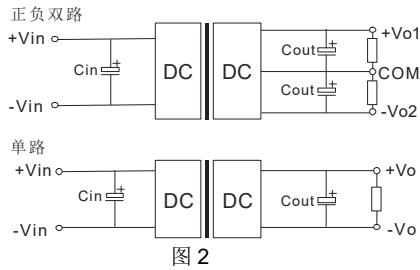 正负双路
+Vin
+Vo1
Cin
+
DC
DC
Cout
+
COM
Cout
+
-Vin
-Vo2
单路
+Vin
+Vo
Cin
+
DC
DC
Cout
+
-Vin
-Vo
图 2